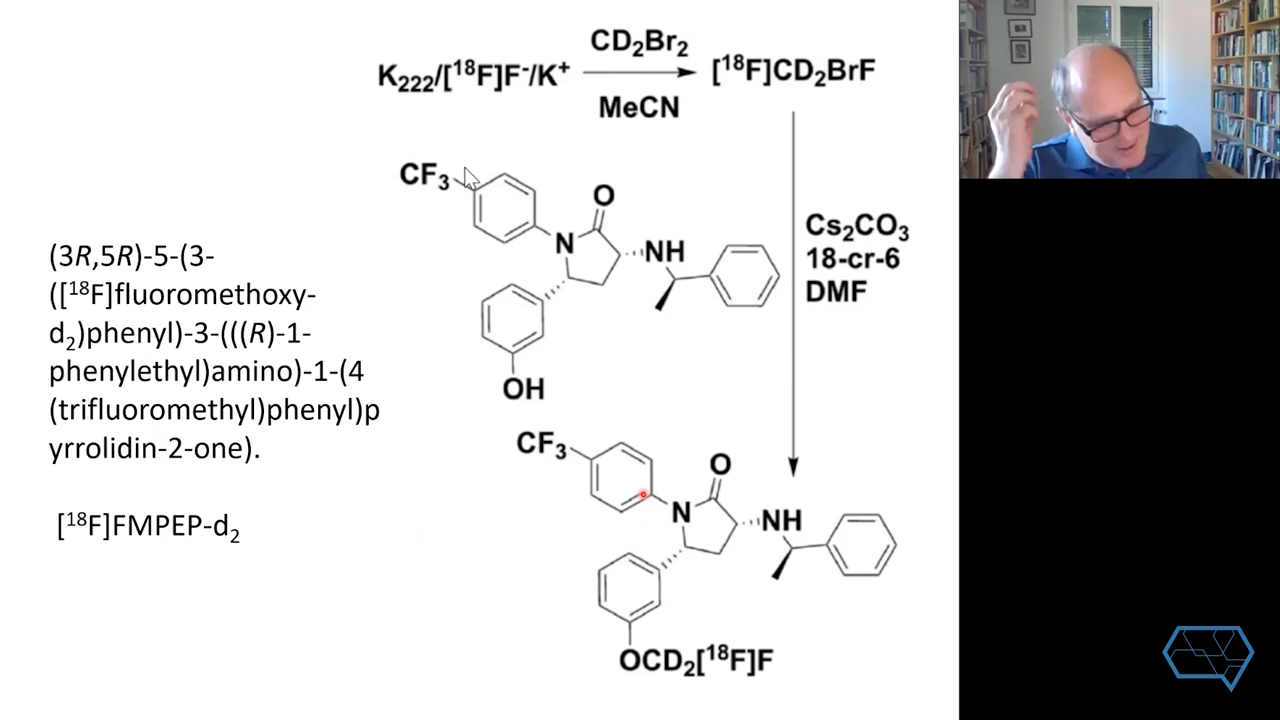 CD₂Br₂
K₂₂₂/[¹⁸F]F⁻/K⁺
[¹⁸F]CD₂BrF
MeCN
CF₃
O
N
NH
OH
Cs₂CO₃
18-cr-6
DMF
(3R,5R)-5-(3-
([¹⁸F]fluoromethoxy-
d₂)phenyl)-3-(((R)-1-
phenylethyl)amino)-1-(4
(trifluoromethyl)phenyl)p
yrrolidin-2-one).
[¹⁸F]FMPEP-d₂
CF₃
O
N
NH
OCD₂[¹⁸F]F